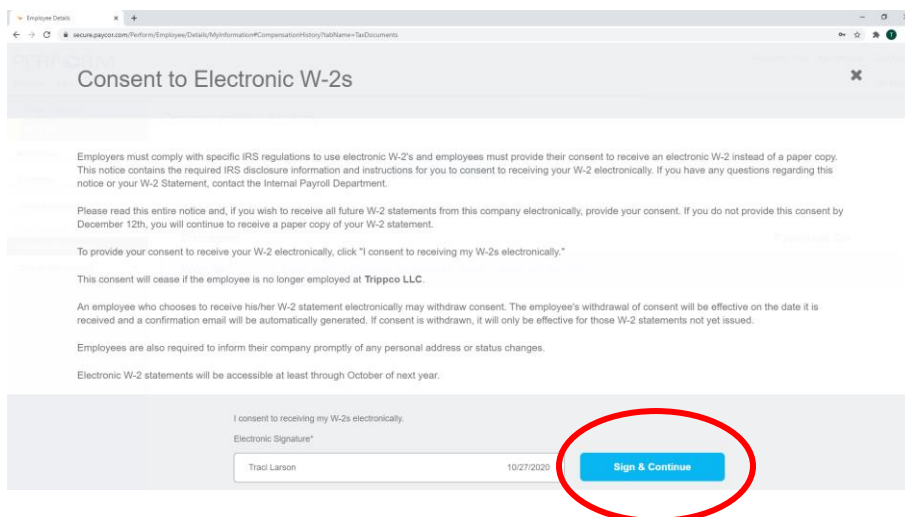 Employee Details
secure.paycor.com/Perform/Employee/Details/MyInformation#CompensationHistory?tabName=TaxDocuments
T
Consent to Electronic W-2s
Employers must comply with specific IRS regulations to use electronic W-2's and employees must provide their consent to receive an electronic W-2 instead of a paper copy.
This notice contains the required IRS disclosure information and instructions for you to consent to receiving your W-2 electronically. If you have any questions regarding this
notice or your W-2 Statement, contact the Internal Payroll Department.
Please read this entire notice and, if you wish to receive all future W-2 statements from this company electronically, provide your consent. If you do not provide this consent by
December 12th, you will continue to receive a paper copy of your W-2 statement.
To provide your consent to receive your W-2 electronically, click "I consent to receiving my W-2s electronically."
This consent will cease if the employee is no longer employed at Trippco LLC.
An employee who chooses to receive his/her W-2 statement electronically may withdraw consent. The employee's withdrawal of consent will be effective on the date it is
received and a confirmation email will be automatically generated. If consent is withdrawn, it will only be effective for those W-2 statements not yet issued.
Employees are also required to inform their company promptly of any personal address or status changes.
Electronic W-2 statements will be accessible at least through October of next year.
I consent to receiving my W-2s electronically.
Electronic Signature*
Traci Larson 10/27/2020 Sign & Continue